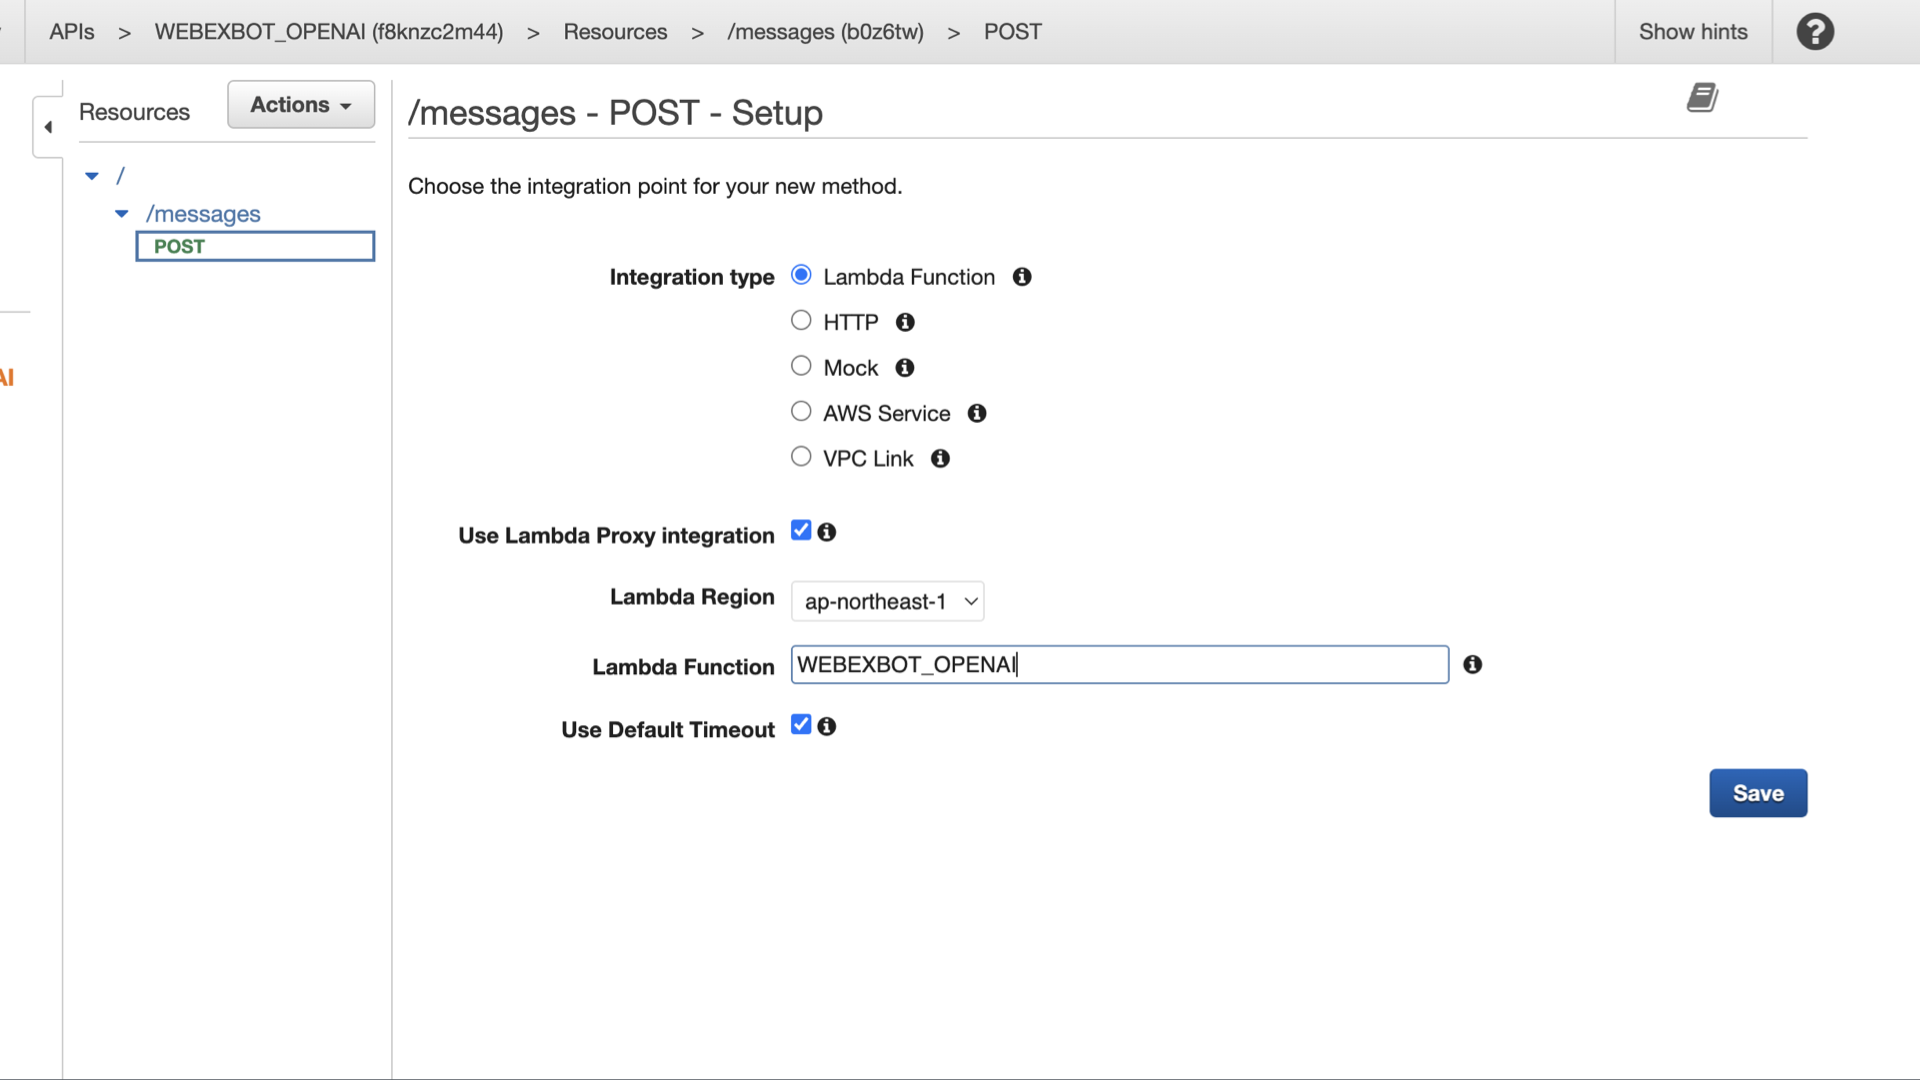 APIs > WEBEXBOT_OPENAI (f8knzc2m44) > Resources > /messages (b0z6tw) > POST
Show hints
Resources
Actions
/messages - POST - Setup
/
/messages
POST
AI
Choose the integration point for your new method.
Integration type
Lambda Function
HTTP
Mock
AWS Service
VPC Link
Use Lambda Proxy integration
Lambda Region ap-northeast-1
Lambda Function WEBEXBOT_OPENAI
Use Default Timeout
Save